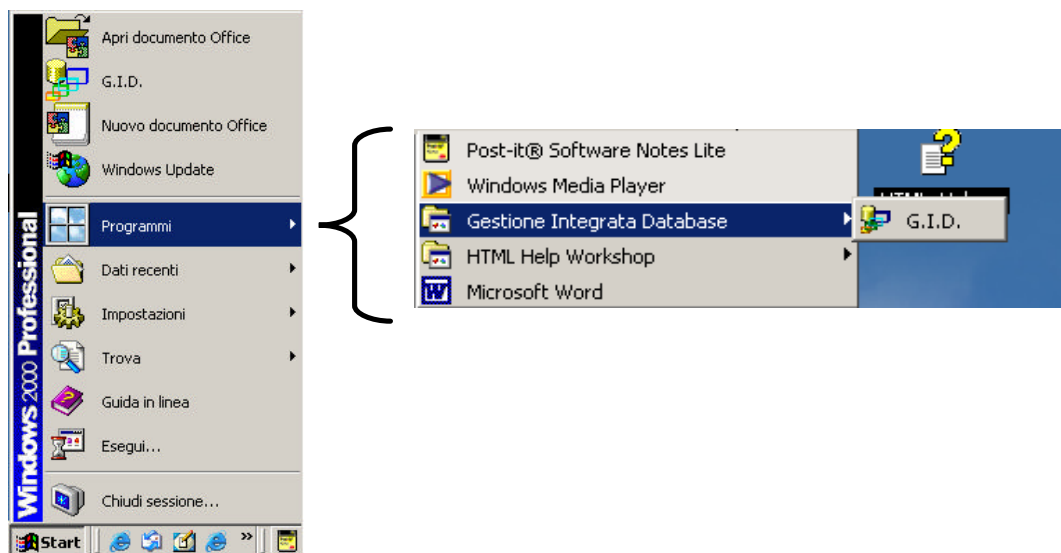 Apri documento Office
G.I.D.
Nuovo documento Office
Windows Update
Programmi
Dati recenti
Impostazioni
Trova
Guida in linea
Esegui...
Chiudi sessione...
Windows 2000 Professional
Start
»
Post-it® Software Notes Lite
Windows Media Player
Gestione Integrata Database
HTML Help Workshop
Microsoft Word
G.I.D.